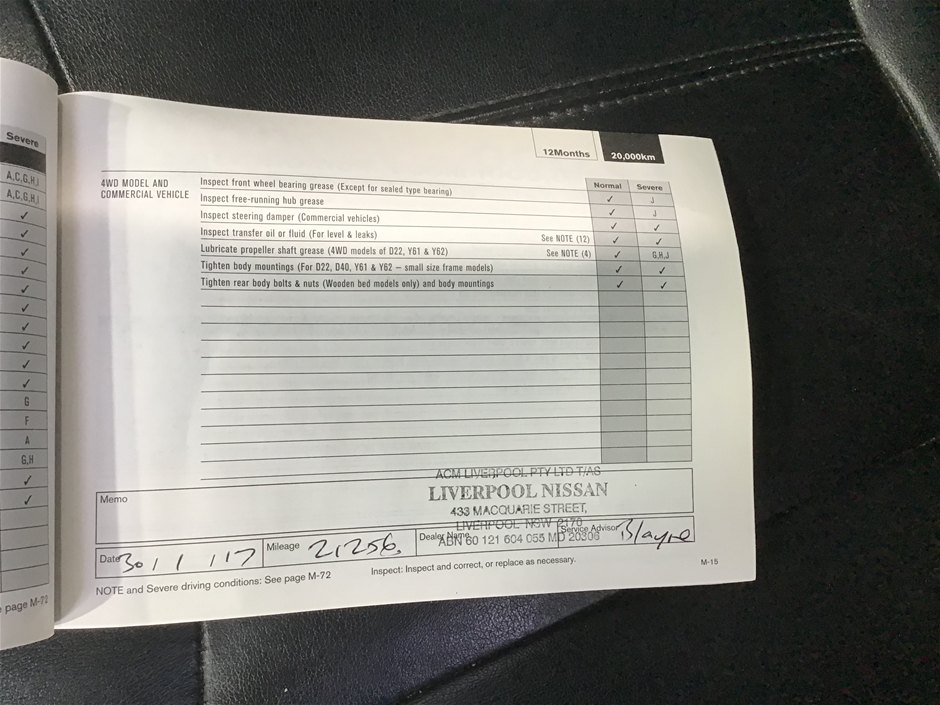 Severe
A,C,G,H,I
A,C,G,H,I
✓
✓
✓
✓
✓
✓
✓
✓
✓
✓
G
F
A
G,H
✓
✓
page M-72
12Months 20,000km
Normal Severe
4WD MODEL AND COMMERCIAL VEHICLE
Inspect front wheel bearing grease (Except for sealed type bearing) ✓ J
Inspect free-running hub grease ✓ J
Inspect steering damper (Commercial vehicles) ✓ ✓
Inspect transfer oil or fluid (For level & leaks) See NOTE (12) ✓ ✓
Lubricate propeller shaft grease (4WD models of D22, Y61 & Y62) See NOTE (4) ✓ G,H,J
Tighten body mountings (For D22, D40, Y61 & Y62 – small size frame models) ✓ ✓
Tighten rear body bolts & nuts (Wooden bed models only) and body mountings ✓ ✓
Memo
ACM LIVERPOOL PTY LTD T/AS
LIVERPOOL NISSAN
433 MACQUARIE STREET,
LIVERPOOL NSW 2170
ABN 60 121 604 055 MD 20306
Date 30 / 1 / 17 Mileage 21256 Dealer Name Service Advisor Blayne
NOTE and Severe driving conditions: See page M-72 Inspect: Inspect and correct, or replace as necessary. M-15